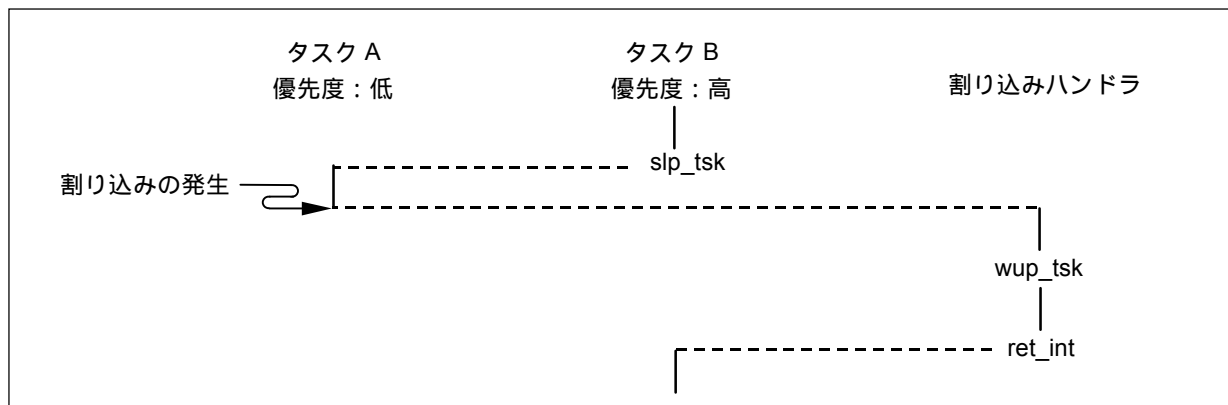 タスク A
優先度：低
タスク B
優先度：高
割り込みハンドラ
slp_tsk
割り込みの発生
wup_tsk
ret_int